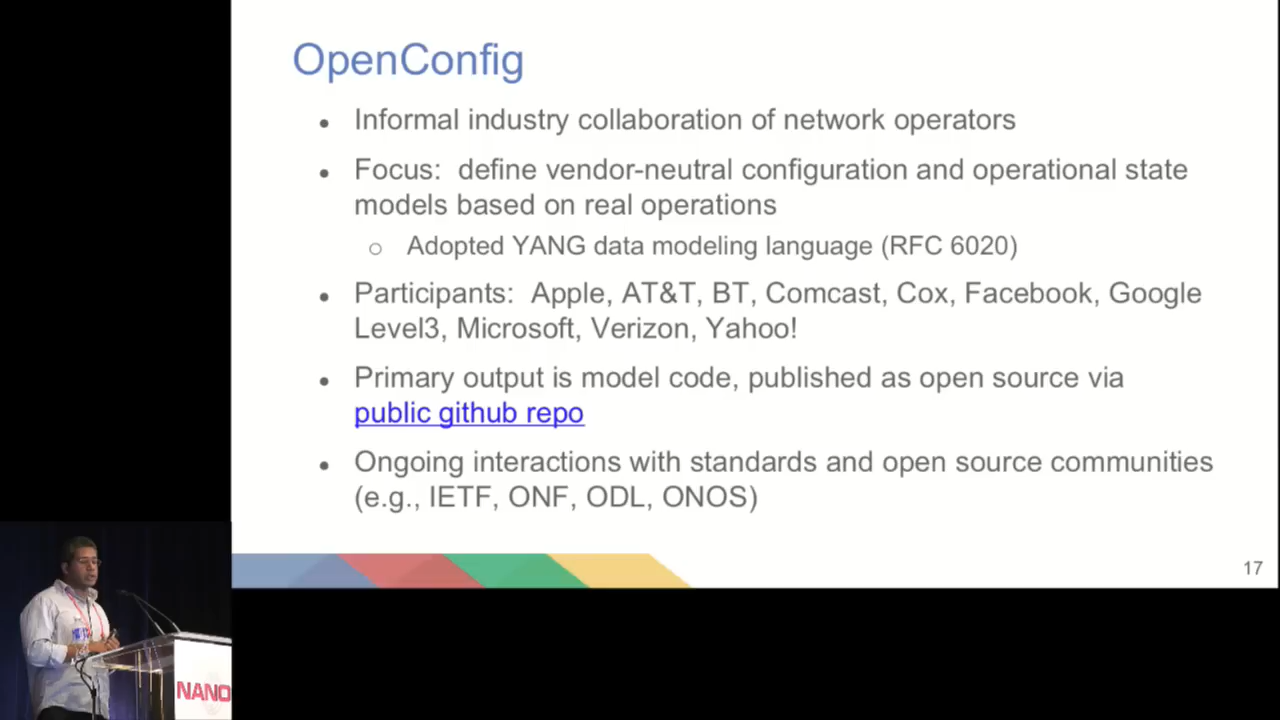 OpenConfig
● Informal industry collaboration of network operators
● Focus: define vendor-neutral configuration and operational state
models based on real operations
○ Adopted YANG data modeling language (RFC 6020)
● Participants: Apple, AT&T, BT, Comcast, Cox, Facebook, Google
Level3, Microsoft, Verizon, Yahoo!
● Primary output is model code, published as open source via
public github repo
● Ongoing interactions with standards and open source communities
(e.g., IETF, ONF, ODL, ONOS)
17
NANO